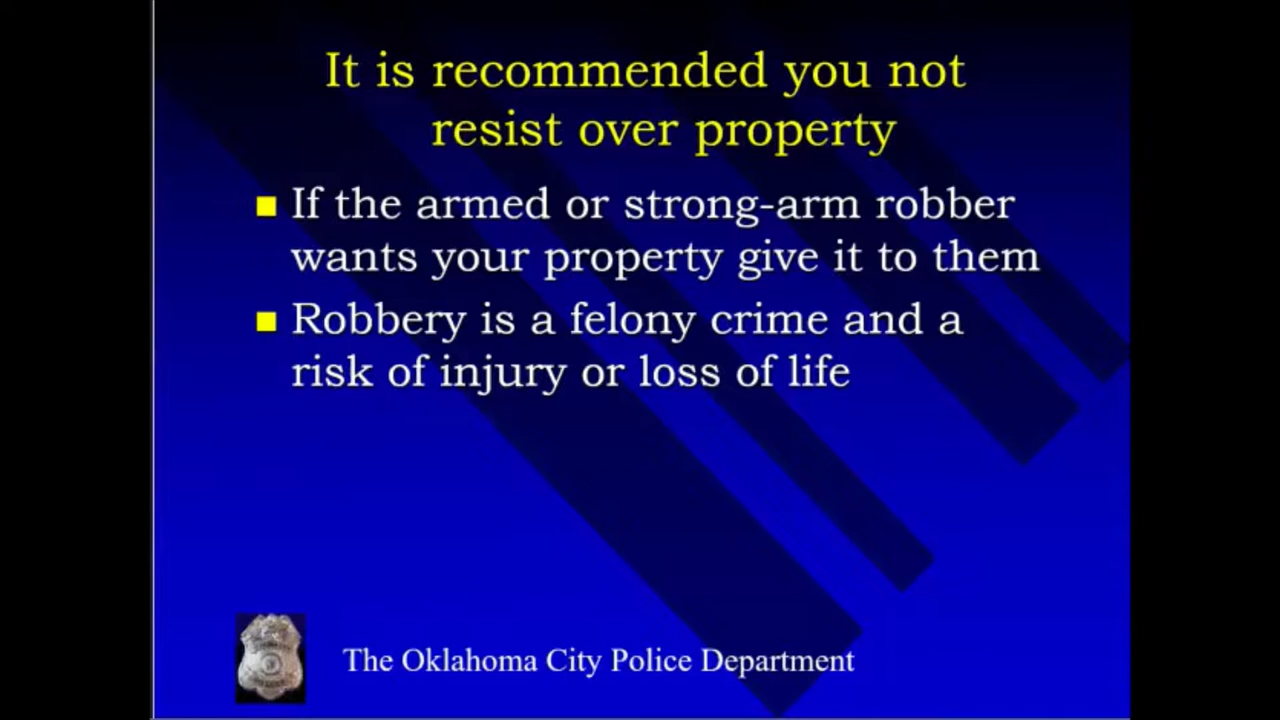 It is recommended you not
resist over property
If the armed or strong-arm robber
wants your property give it to them
Robbery is a felony crime and a
risk of injury or loss of life
The Oklahoma City Police Department